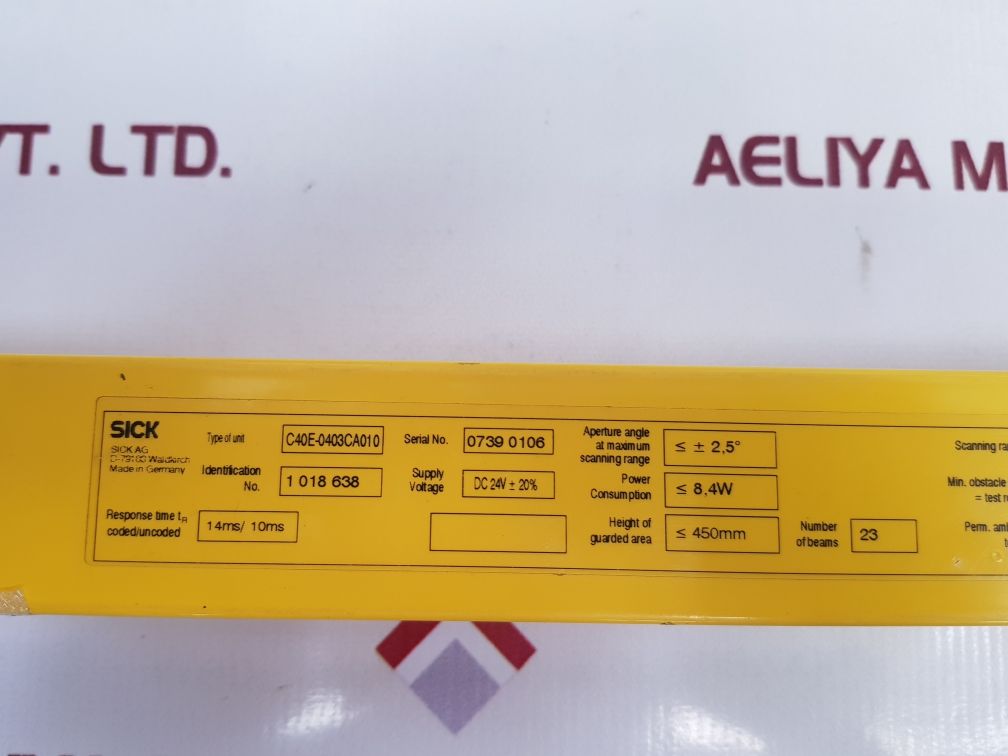 YT. LTD.
AELIYA M
SICK
SICK AG
D-79183 Waldkirch
Made in Germany
Type of unit
C40E-0403CA010
Identification
No.
1 018 638
Response time tR
coded/uncoded
14ms/ 10ms
Serial No.
0739 0106
Supply
Voltage
DC 24V ± 20%
Aperture angle
at maximum
scanning range
≤ ± 2,5°
Power
Consumption
≤ 8,4W
Height of
guarded area
≤ 450mm
Number
of beams
23
Scanning ra
Min. obstacle
= test r
Perm. am